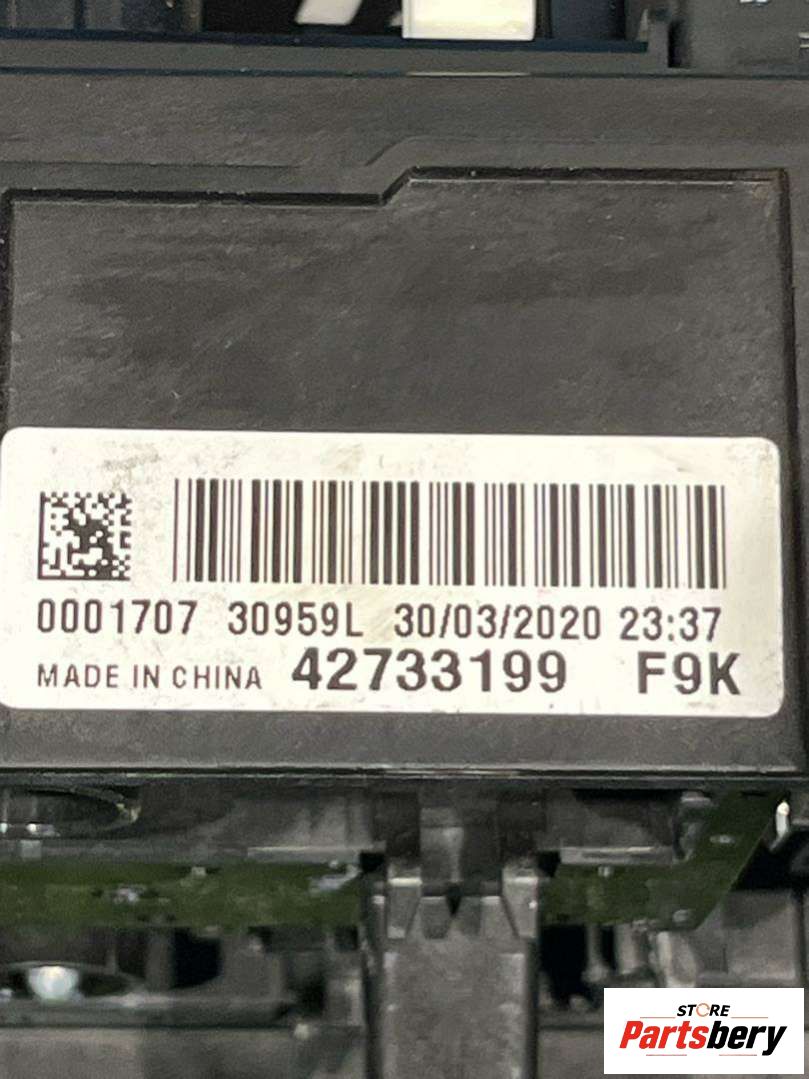 0001707 30959L 30/03/2020 23:37
MADE IN CHINA 42733199 F9K
STORE
Partsbery